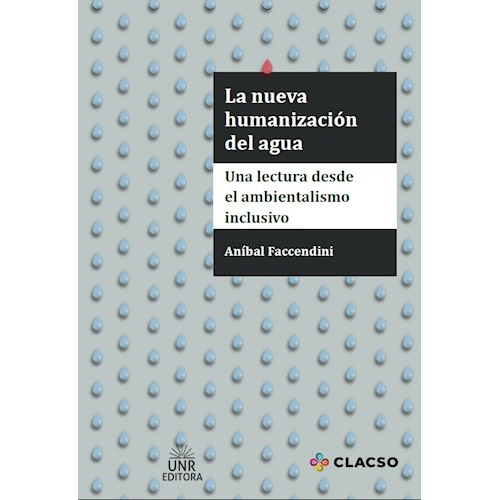 La nueva
humanización
del agua
Una lectura desde
el ambientalismo
inclusivo
Aníbal Faccendini
UNR
EDITORA
CLACSO